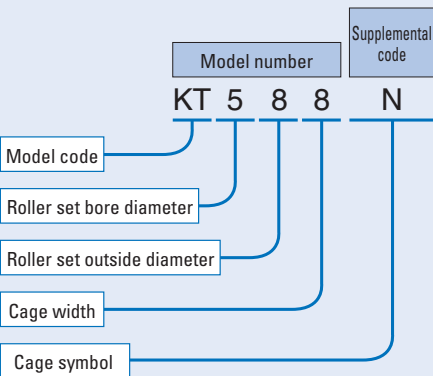 Supplemental
code
Model number
KT 5 8 8 N
Model code
Roller set bore diameter
Roller set outside diameter
Cage width
Cage symbol